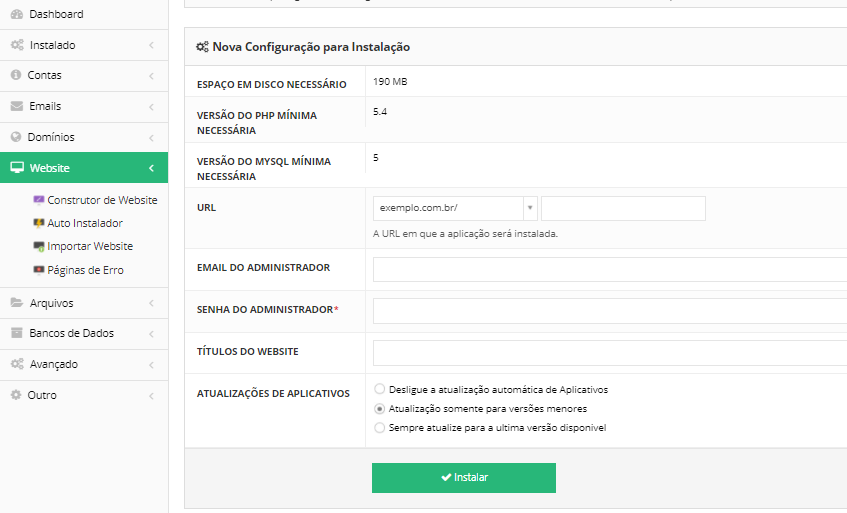 Dashboard
Instalado
Contas
Emails
Domínios
Website
Construtor de Website
Auto Instalador
Importar Website
Páginas de Erro
Arquivos
Bancos de Dados
Avançado
Outro
Nova Configuração para Instalação
ESPAÇO EM DISCO NECESSÁRIO
190 MB
VERSÃO DO PHP MÍNIMA
NECESSÁRIA
5.4
VERSÃO DO MYSQL MÍNIMA
NECESSÁRIA
5
URL
exemplo.com.br/
A URL em que a aplicação será instalada.
EMAIL DO ADMINISTRADOR
SENHA DO ADMINISTRADOR*
TÍTULOS DO WEBSITE
ATUALIZAÇÕES DE APLICATIVOS
Desligue a atualização automática de Aplicativos
Atualização somente para versões menores
Sempre atualize para a ultima versão disponivel
Instalar